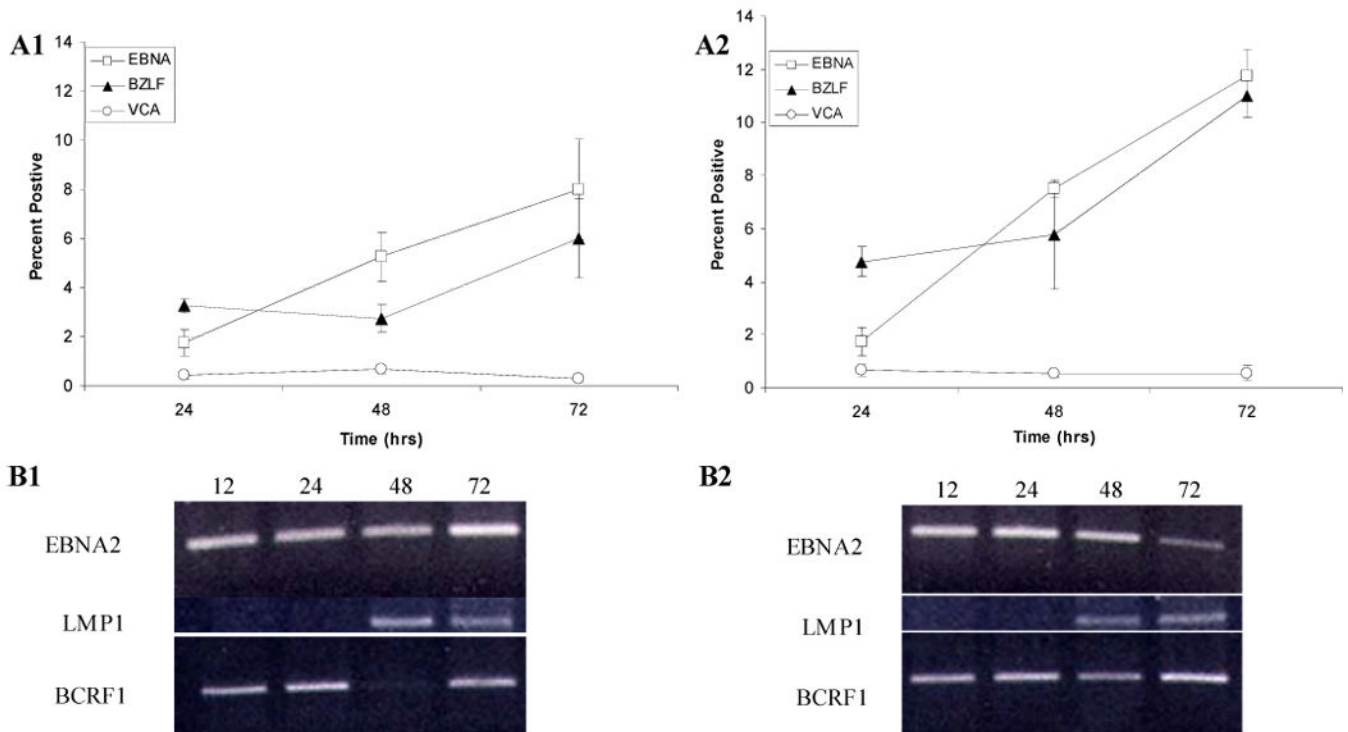 A1
14
12
10
8
6
4
2
0
EBNA
BZLF
VCA
Percent Postive
24 48 72
Time (hrs)
A2
14
12
10
8
6
4
2
0
EBNA
BZLF
VCA
Percent Positive
24 48 72
Time (hrs)
B1
12 24 48 72
EBNA2
LMP1
BCRF1
B2
12 24 48 72
EBNA2
LMP1
BCRF1